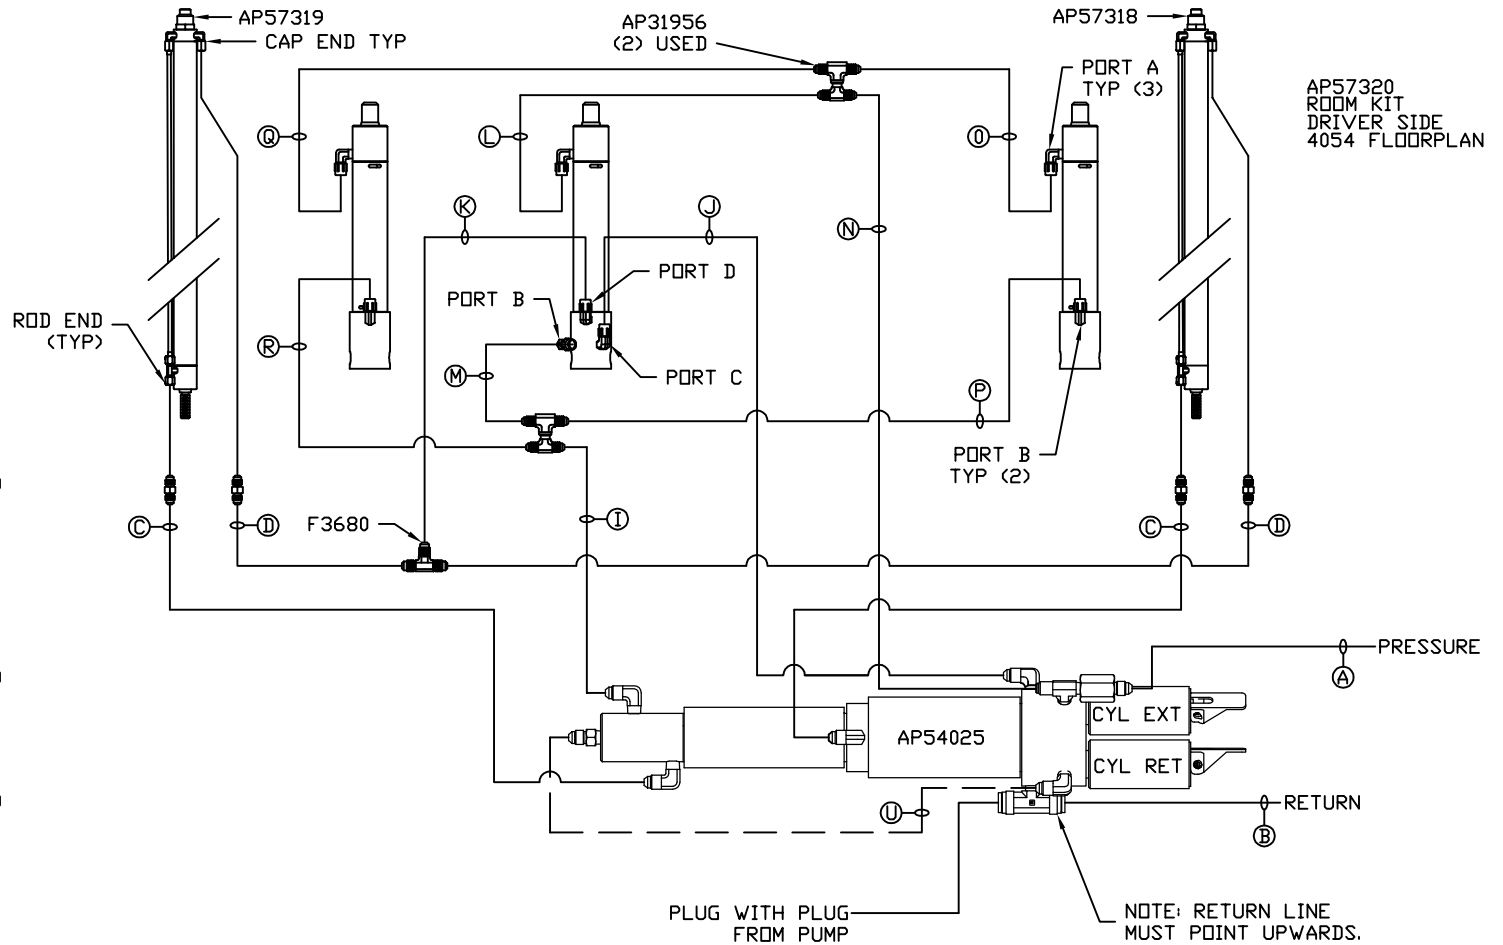 AP57319
CAP END TYP
AP31956
(2) USED
AP57318
PORT A
TYP (3)
AP57320
ROOM KIT
DRIVER SIDE
4054 FLOORPLAN
Q
L
O
K
J
N
PORT D
PORT B
ROD END
(TYP)
R
M
PORT C
P
PORT B
TYP (2)
C
D
F3680
I
C
D
PRESSURE
A
CYL EXT
AP54025
CYL RET
U
RETURN
B
PLUG WITH PLUG
FROM PUMP
NOTE: RETURN LINE
MUST POINT UPWARDS.